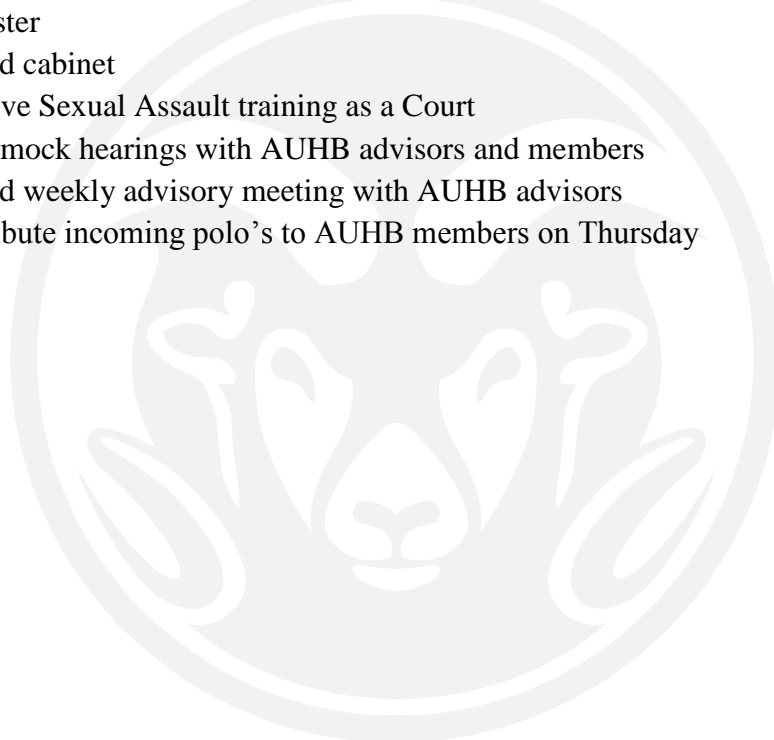 ster
d cabinet
ve Sexual Assault training as a Court
mock hearings with AUHB advisors and members
d weekly advisory meeting with AUHB advisors
bute incoming polo’s to AUHB members on Thursday